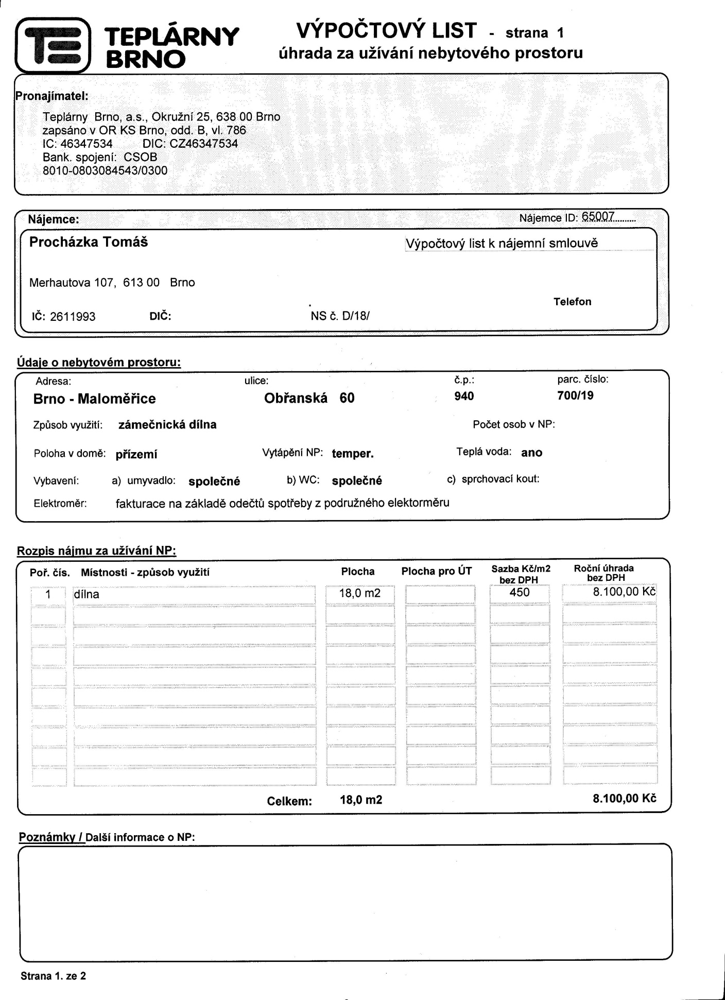 TEPLÁRNY
BRNO
VÝPOČTOVÝ LIST - strana 1
úhrada za užívání nebytového prostoru
Pronajímatel:
Teplárny Brno, a.s., Okružní 25, 638 00 Brno
zapsáno v OR KS Brno, odd. B, vl. 786
IC: 46347534 DIC: CZ46347534
Bank. spojení: CSOB
8010-0803084543/0300
Nájemce: Nájemce ID: 65007.........
Procházka Tomáš Výpočtový list k nájemní smlouvě
Merhautova 107, 613 00 Brno
Telefon
IČ: 2611993 DIČ: NS č. D/18/
Údaje o nebytovém prostoru:
Adresa: ulice: č.p.: parc. číslo:
Brno - Maloměřice Obřanská 60 940 700/19
Způsob využití: zámečnická dílna Počet osob v NP:
Poloha v domě: přízemí Vytápění NP: temper. Teplá voda: ano
Vybavení: a) umyvadlo: společné b) WC: společné c) sprchovací kout:
Elektroměr: fakturace na základě odečtů spotřeby z podružného elektorměru
Rozpis nájmu za užívání NP:
Poř. čís. Místnosti - způsob využití Plocha Plocha pro ÚT Sazba Kč/m2 Roční úhrada
bez DPH bez DPH
1 dílna 18,0 m2 450 8.100,00 Kč
Celkem: 18,0 m2 8.100,00 Kč
Poznámky / Další informace o NP:
Strana 1. ze 2